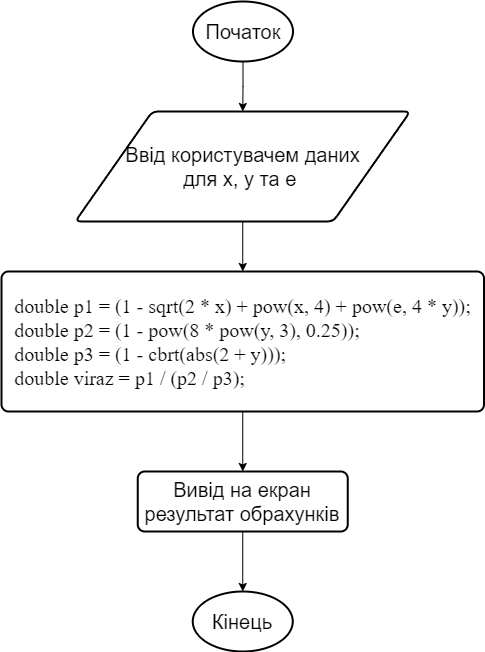 Початок
Ввід користувачем даних
для x, y та e
double p1 = (1 - sqrt(2 * x) + pow(x, 4) + pow(e, 4 * y));
double p2 = (1 - pow(8 * pow(y, 3), 0.25));
double p3 = (1 - cbrt(abs(2 + y)));
double viraz = p1 / (p2 / p3);
Вивід на екран
результат обрахунків
Кінець